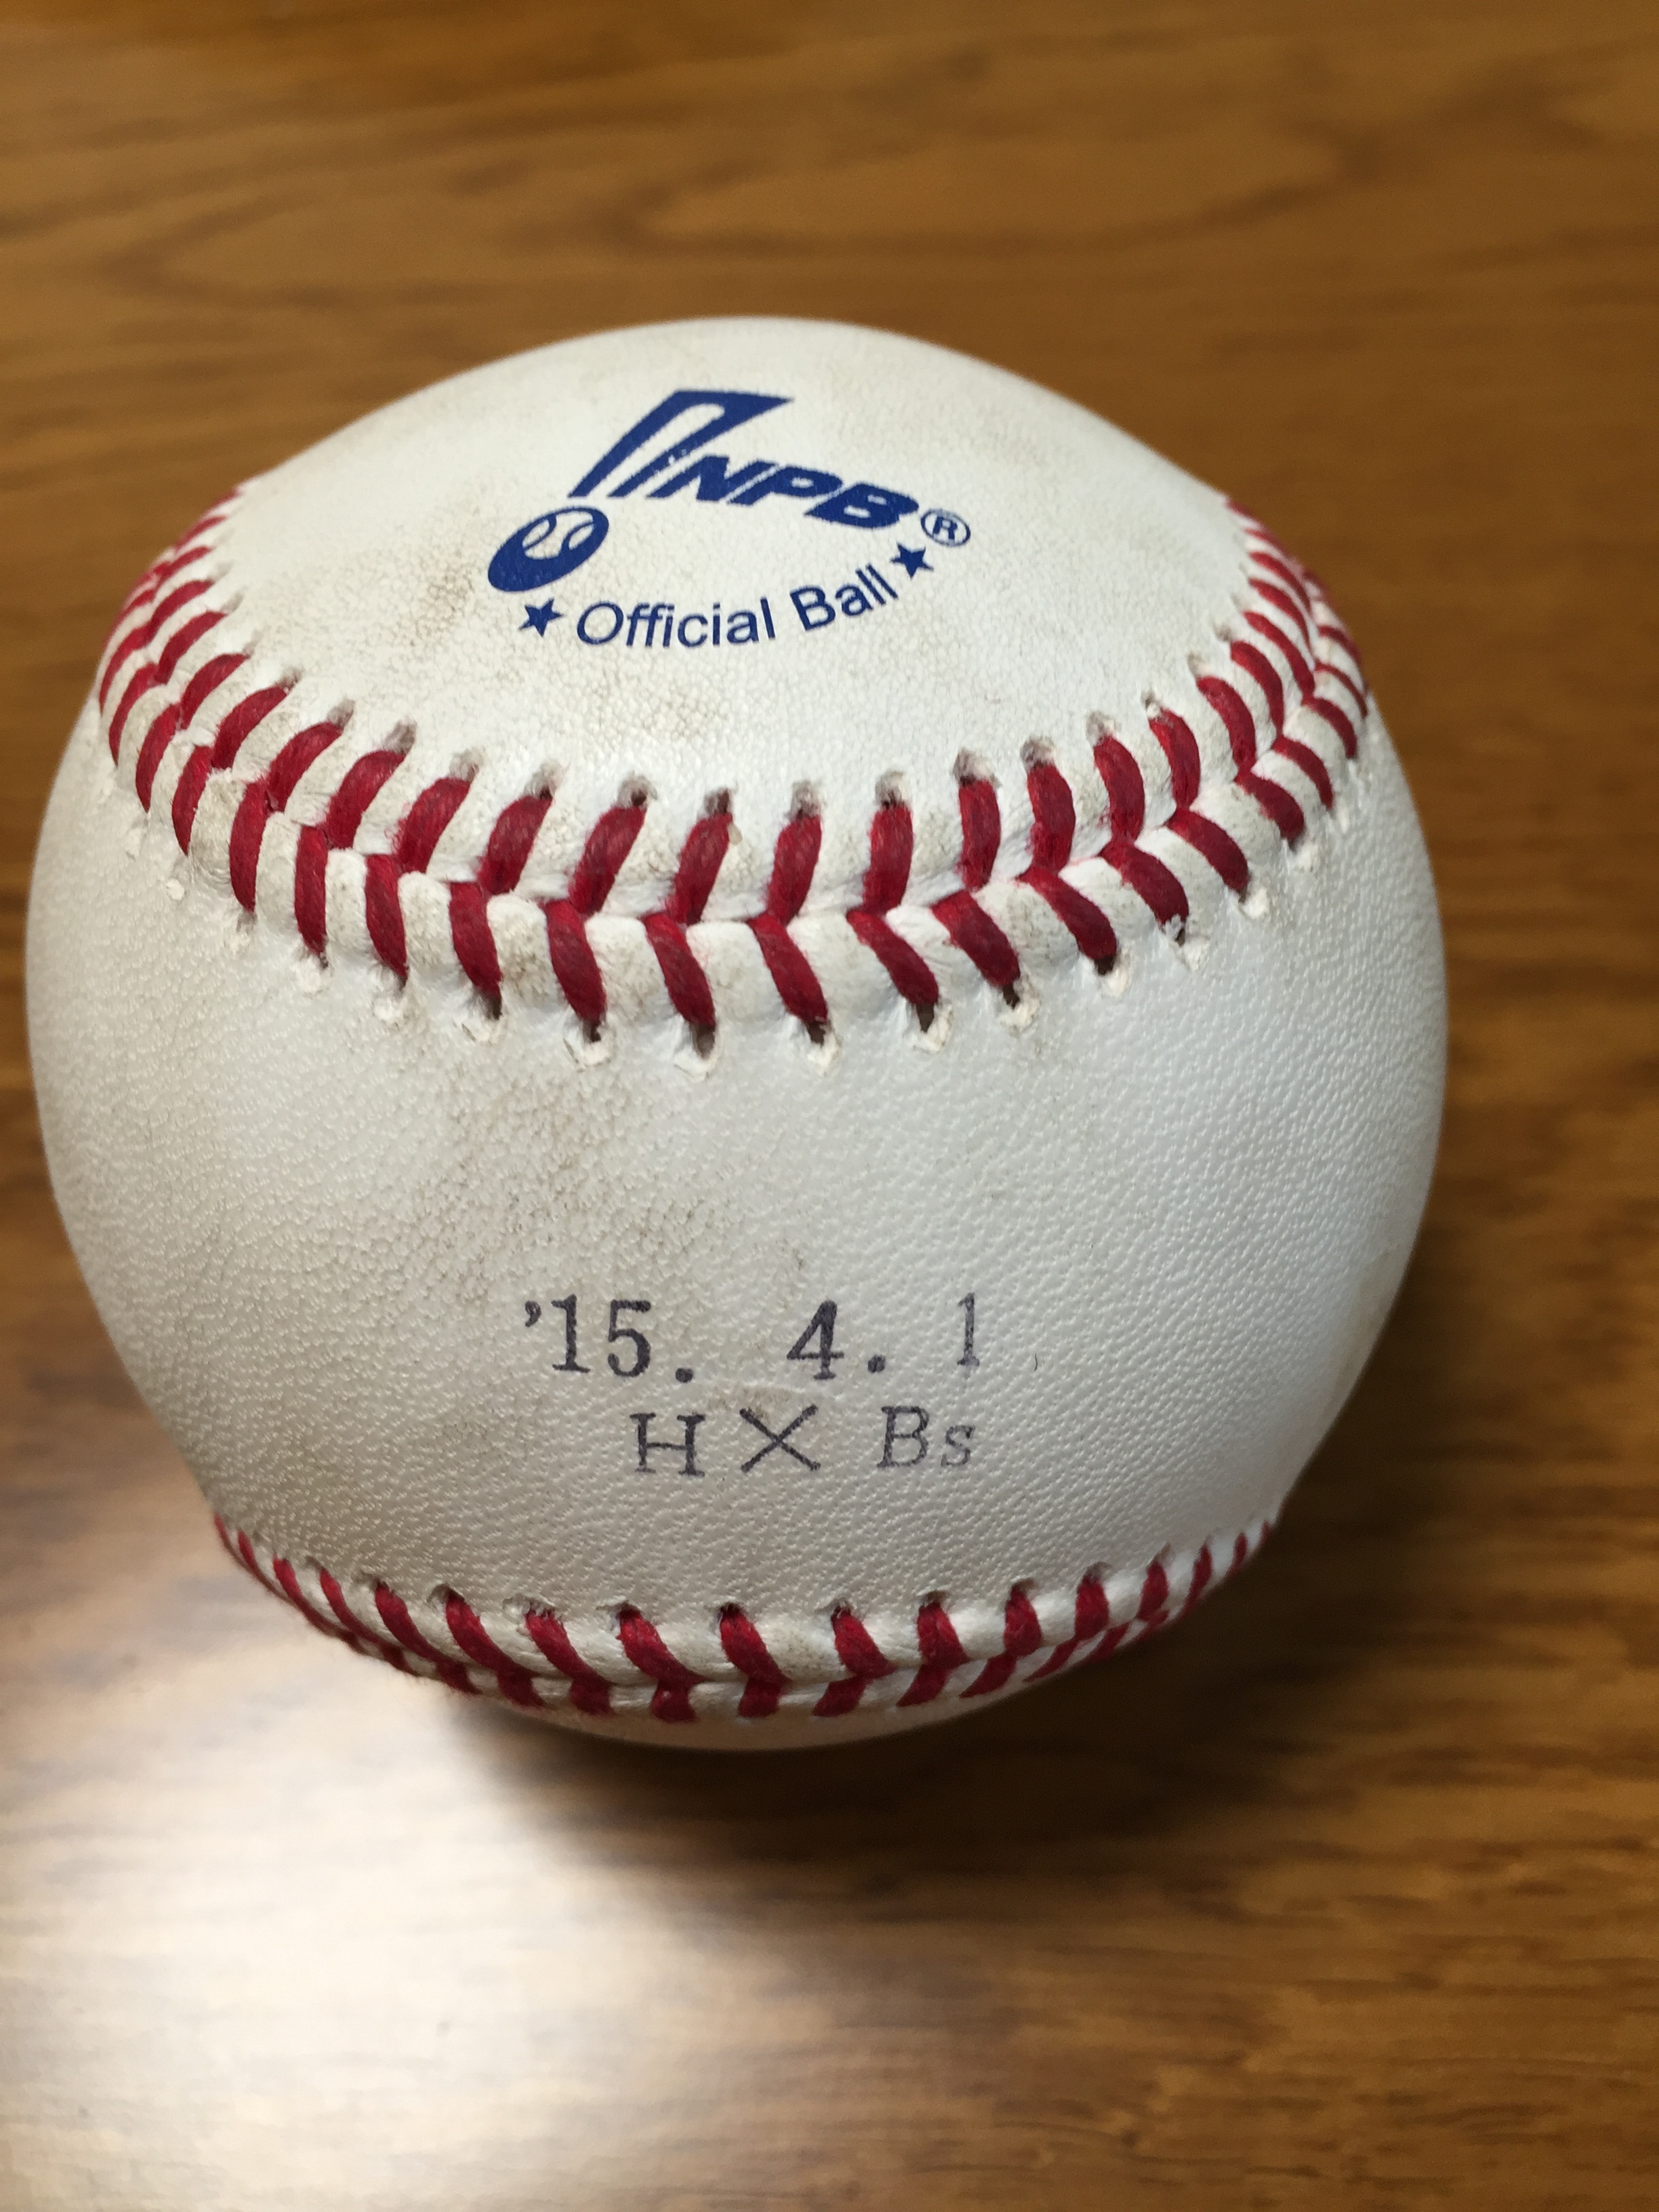 NPB®
★ Official Ball ★
'15. 4. 1
H × Bs